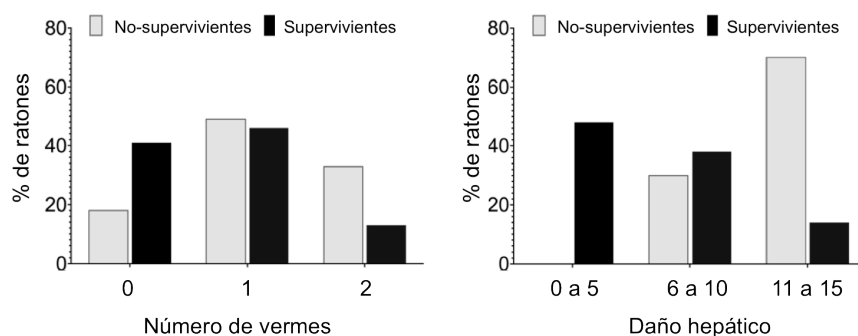 No-supervivientes Supervivientes
80
60
40
20
0
% de ratones
0 1 2
Número de vermes
No-supervivientes Supervivientes
80
60
40
20
0
% de ratones
0 a 5 6 a 10 11 a 15
Daño hepático